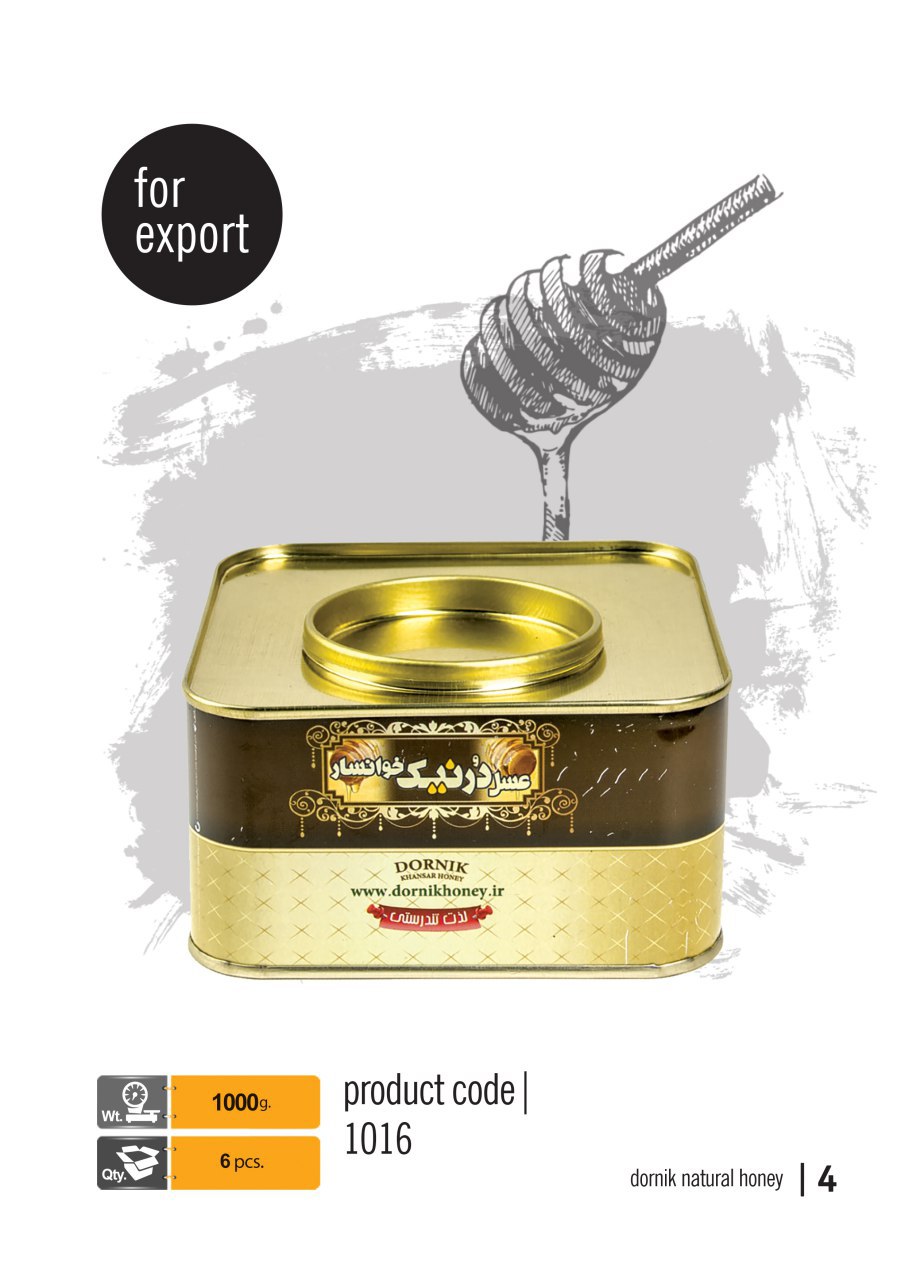 for
export
عسل دُرنیک خوانسار
DORNIK
KHANSAR HONEY
www.dornikhoney.ir
لذت تندرستی
Wt.
1000g.
Qty.
6 pcs.
product code|
1016
dornik natural honey | 4